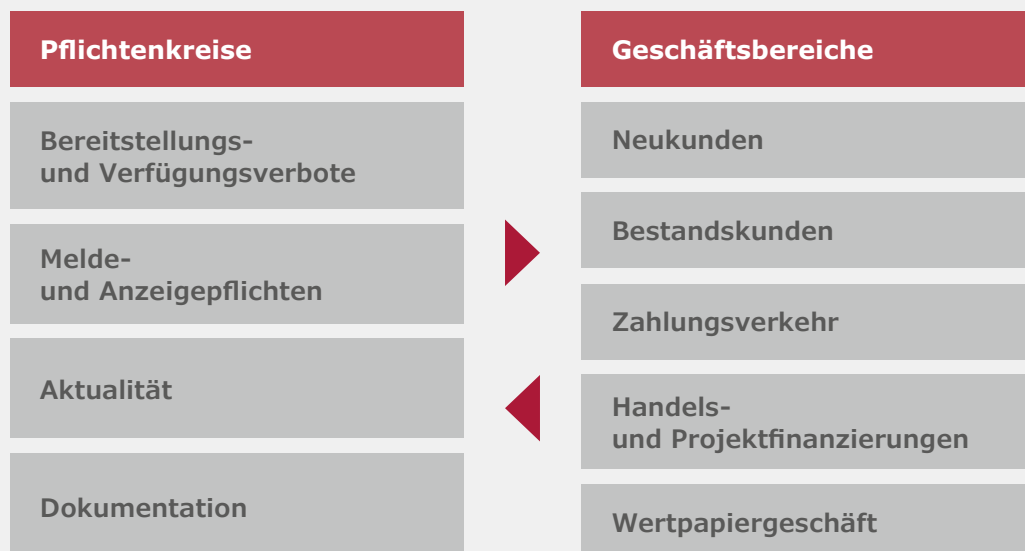 Pflichtenkreise
Bereitstellungs-
und Verfügungsverbote
Melde-
und Anzeigepflichten
Aktualität
Dokumentation
Geschäftsbereiche
Neukunden
Bestandskunden
Zahlungsverkehr
Handels-
und Projektfinanzierungen
Wertpapiergeschäft